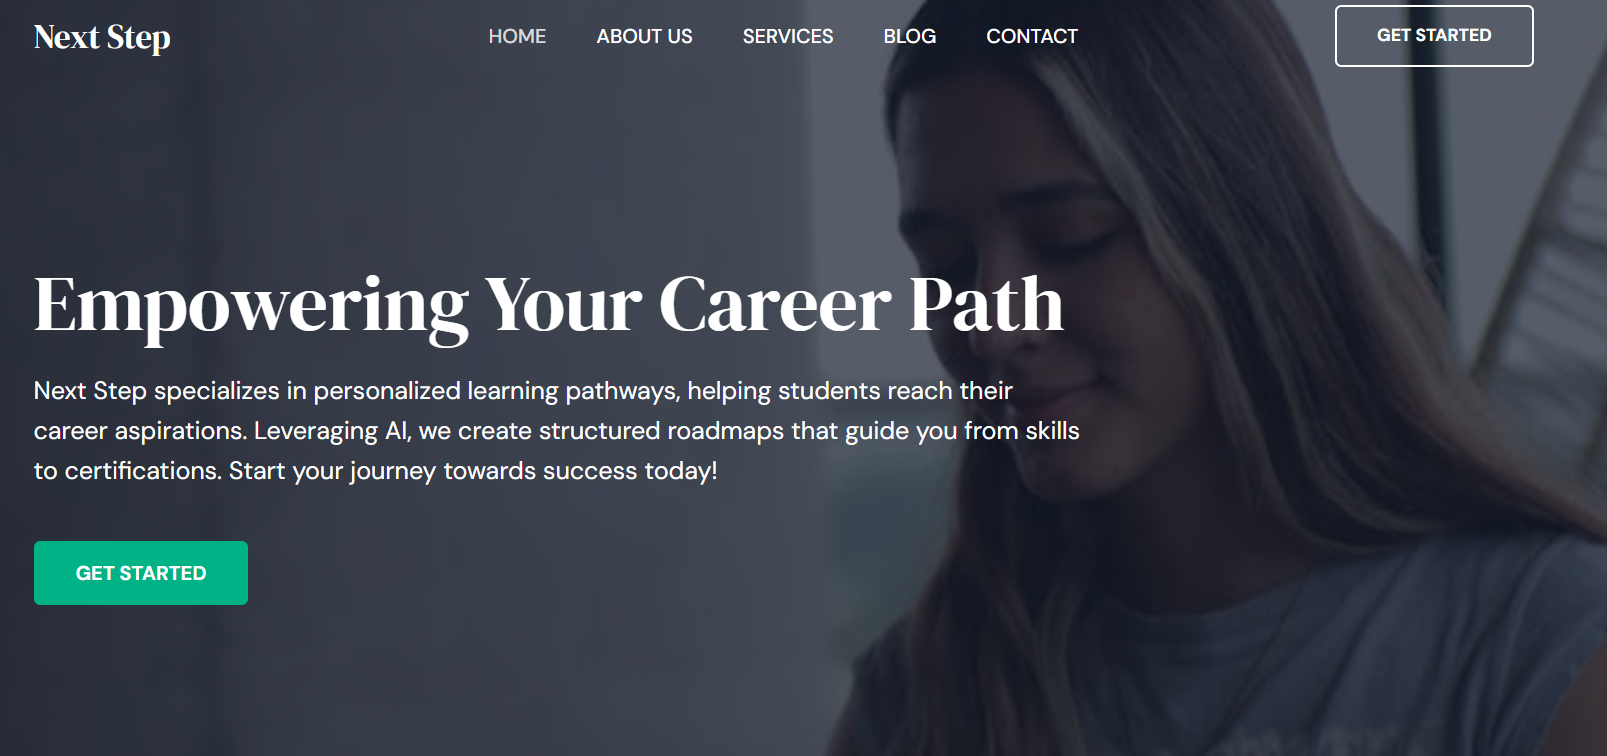 Next Step
HOME
ABOUT US
SERVICES
BLOG
CONTACT
GET STARTED
Empowering Your Career Path
Next Step specializes in personalized learning pathways, helping students reach their
career aspirations. Leveraging AI, we create structured roadmaps that guide you from skills
to certifications. Start your journey towards success today!
GET STARTED